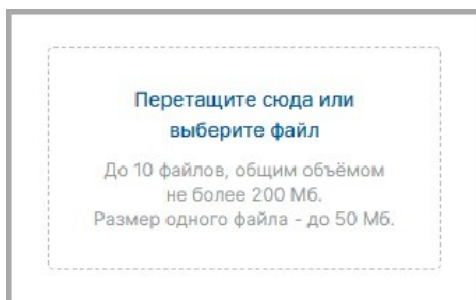 Перетащите сюда или
выберите файл
До 10 файлов, общим объёмом
не более 200 Мб.
Размер одного файла - до 50 Мб.